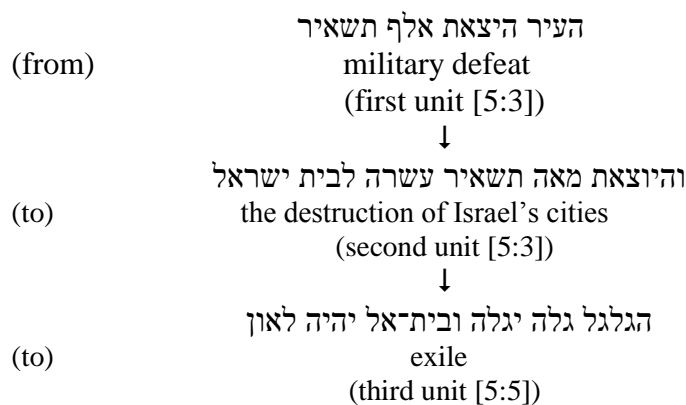 העיר היצאת אלף תשאיר
(from) military defeat
(first unit [5:3])
↓
והיוצאת מאה תשאיר עשרה לבית ישראל
(to) the destruction of Israel’s cities
(second unit [5:3])
↓
הגלגל גלה יגלה ובית־אל יהיה לאון
(to) exile
(third unit [5:5])